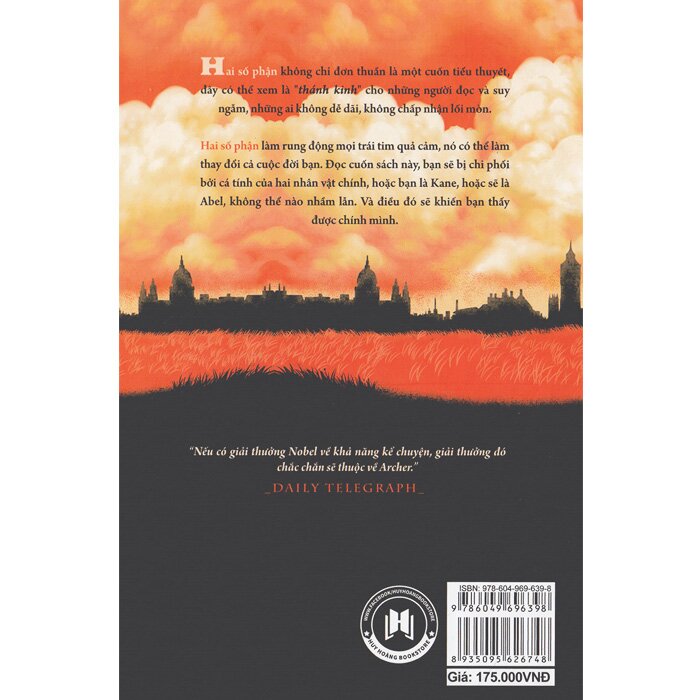 Hai số phận không chỉ đơn thuần là một cuốn tiểu thuyết,
đây có thể xem là "thánh kinh" cho những người đọc và suy
ngẫm, những ai không dễ dãi, không chấp nhận lối mòn.
Hai số phận làm rung động mọi trái tim quả cảm, nó có thể làm
thay đổi cả cuộc đời bạn. Đọc cuốn sách này, bạn sẽ bị chi phối
bởi cá tính của hai nhân vật chính, hoặc bạn là Kane, hoặc sẽ là
Abel, không thể nào nhầm lẫn. Và điều đó sẽ khiến bạn thấy
được chính mình.
"Nếu có giải thưởng Nobel về khả năng kể chuyện, giải thưởng đó
chắc chắn sẽ thuộc về Archer."
_DAILY TELEGRAPH_
WWW.FACEBOOK/HUYHOANGBOOKSTORE
HUY HOÀNG BOOKSTORE
ISBN: 978-604-969-639-8
9 786049 696398
8 935095 626748
Giá: 175.000VNĐ